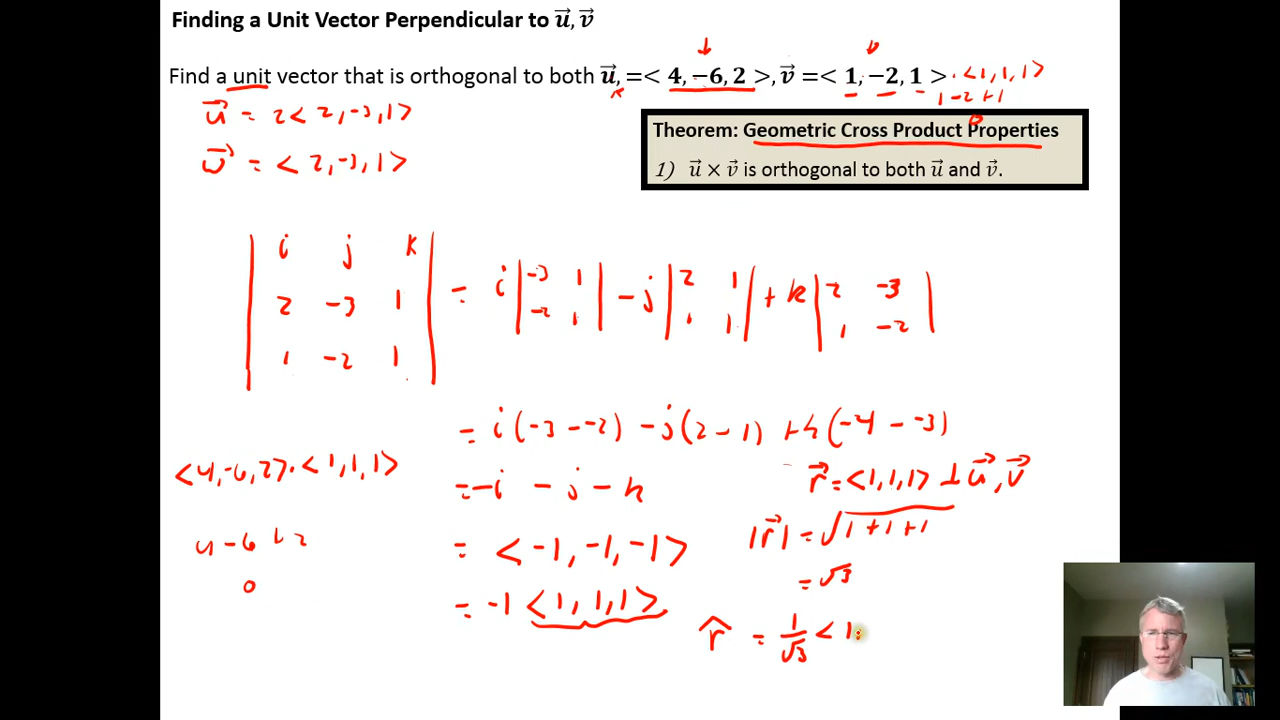 Finding a Unit Vector Perpendicular to u⃗, v⃗
Find a unit vector that is orthogonal to both u⃗, =< 4, −6, 2 >, v⃗ =< 1, −2, 1 > · <1, 1, 1>
1 - 2 + 1
0
u⃗ = 2<2, -3, 1>
w⃗ = <2, -3, 1>
Theorem: Geometric Cross Product Properties
1) u⃗ × v⃗ is orthogonal to both u⃗ and v⃗.
| i j k |
| 2 -3 1 | = i | -3 1 | - j | 2 1 | + k | 2 -3 |
| 1 -2 1 | | -2 1 | | 1 1 | | 1 -2 |
= i(-3 - -2) - j(2 - 1) + k(-4 - -3)
<4, -6, 2> · <1, 1, 1>
4 - 6 + 2
0
= -i - j - k
= <-1, -1, -1>
= -1 <1, 1, 1>
r⃗ = <1, 1, 1> ⊥ u⃗, v⃗
|r⃗| = √1 + 1 + 1
= √3
r̂ = 1/√3 <1,